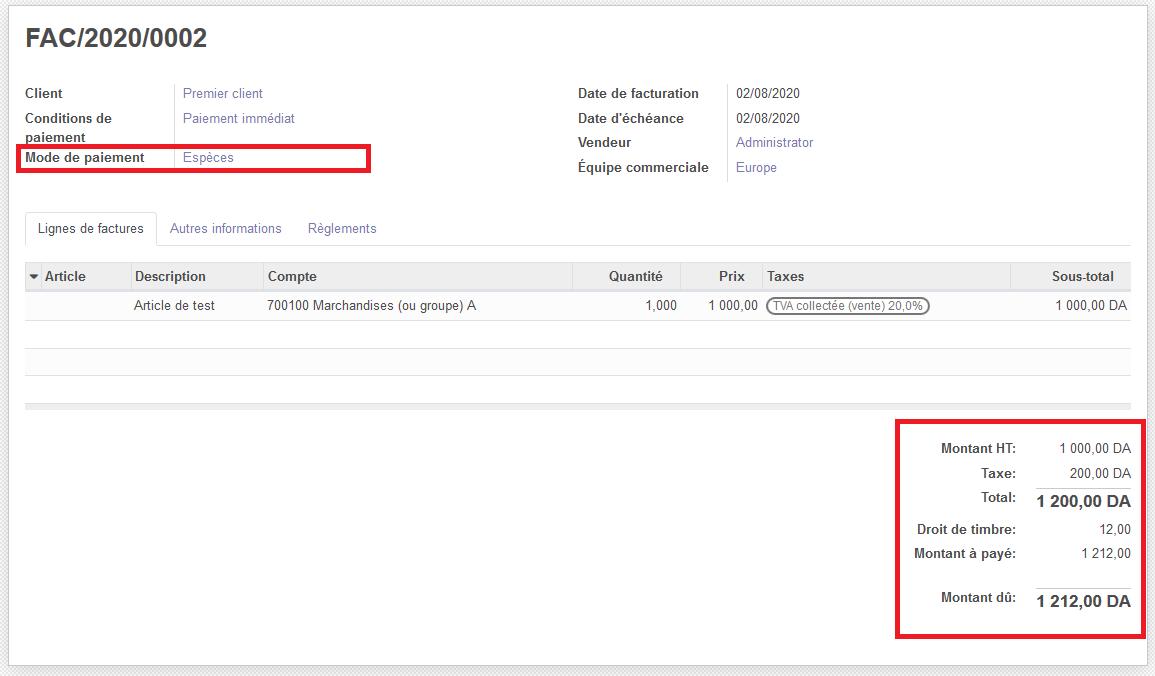 FAC/2020/0002
Client Premier client
Conditions de paiement Paiement immédiat
Mode de paiement Espèces
Date de facturation 02/08/2020
Date d'échéance 02/08/2020
Vendeur Administrator
Équipe commerciale Europe
Lignes de factures Autres informations Règlements
Article Description Compte Quantité Prix Taxes Sous-total
Article de test 700100 Marchandises (ou groupe) A 1,000 1 000,00 TVA collectée (vente) 20,0% 1 000,00 DA
Montant HT: 1 000,00 DA
Taxe: 200,00 DA
Total: 1 200,00 DA
Droit de timbre: 12,00
Montant à payé: 1 212,00
Montant dû: 1 212,00 DA